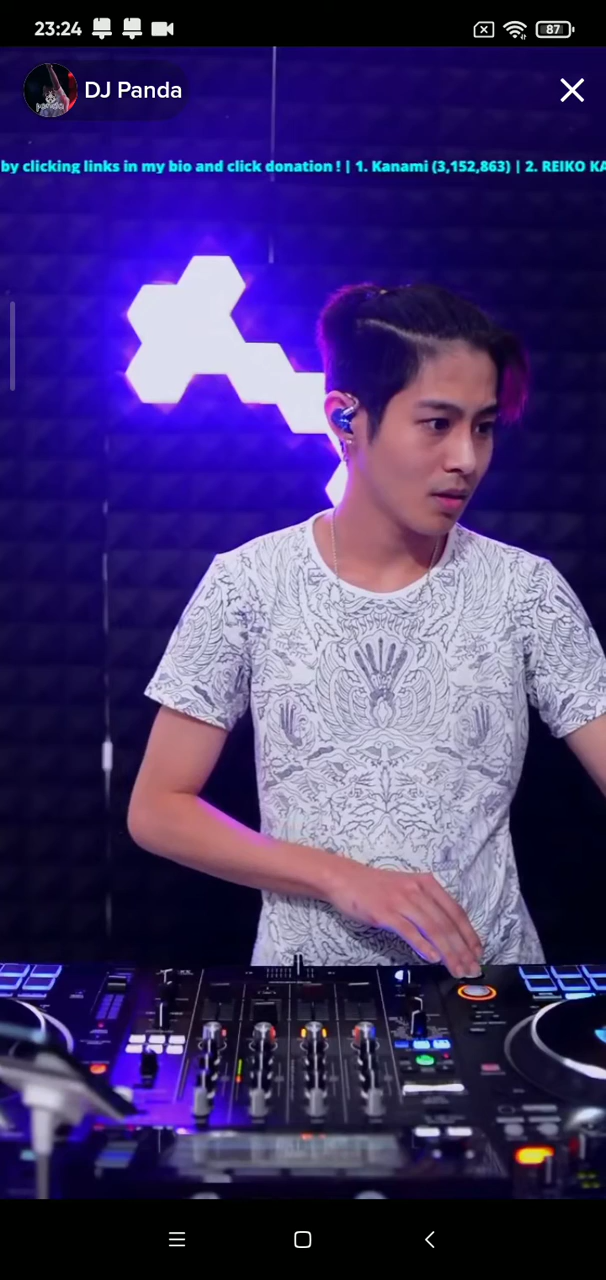 23:24
87
DJ Panda
by clicking links in my bio and click donation ! | 1. Kanami (3,152,863) | 2. REIKO KA